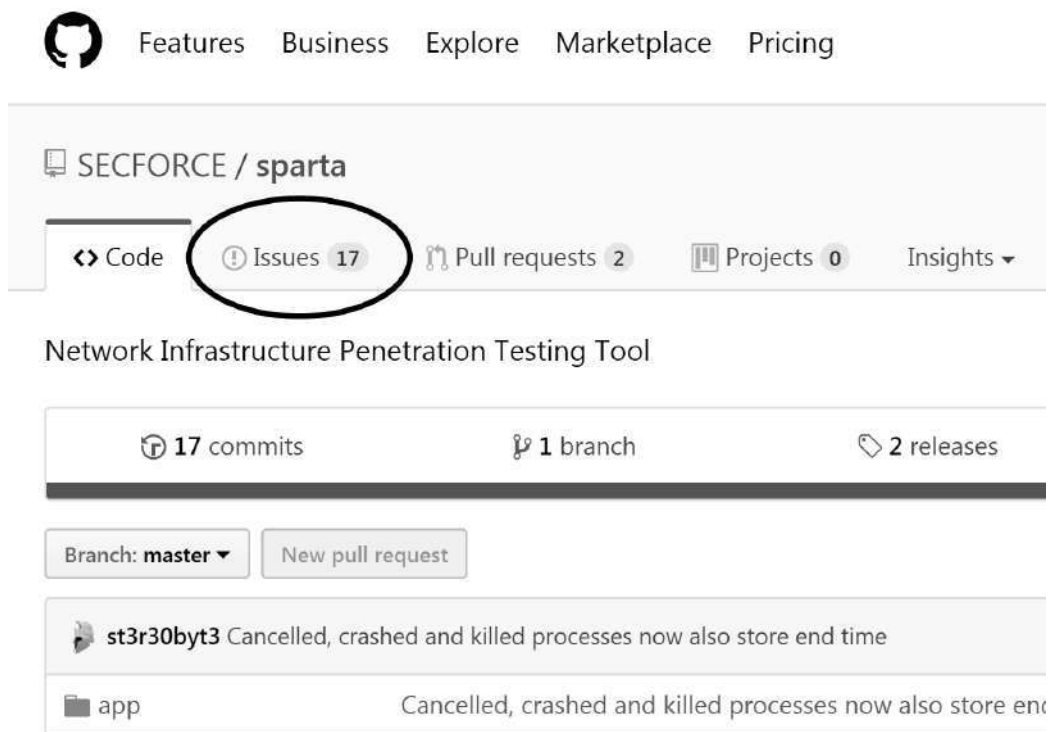 Features Business Explore Marketplace Pricing
SECFORCE / sparta
Code Issues 17 Pull requests 2 Projects 0 Insights
Network Infrastructure Penetration Testing Tool
17 commits 1 branch 2 releases
Branch: master New pull request
st3r30byt3 Cancelled, crashed and killed processes now also store end time
app Cancelled, crashed and killed processes now also store end